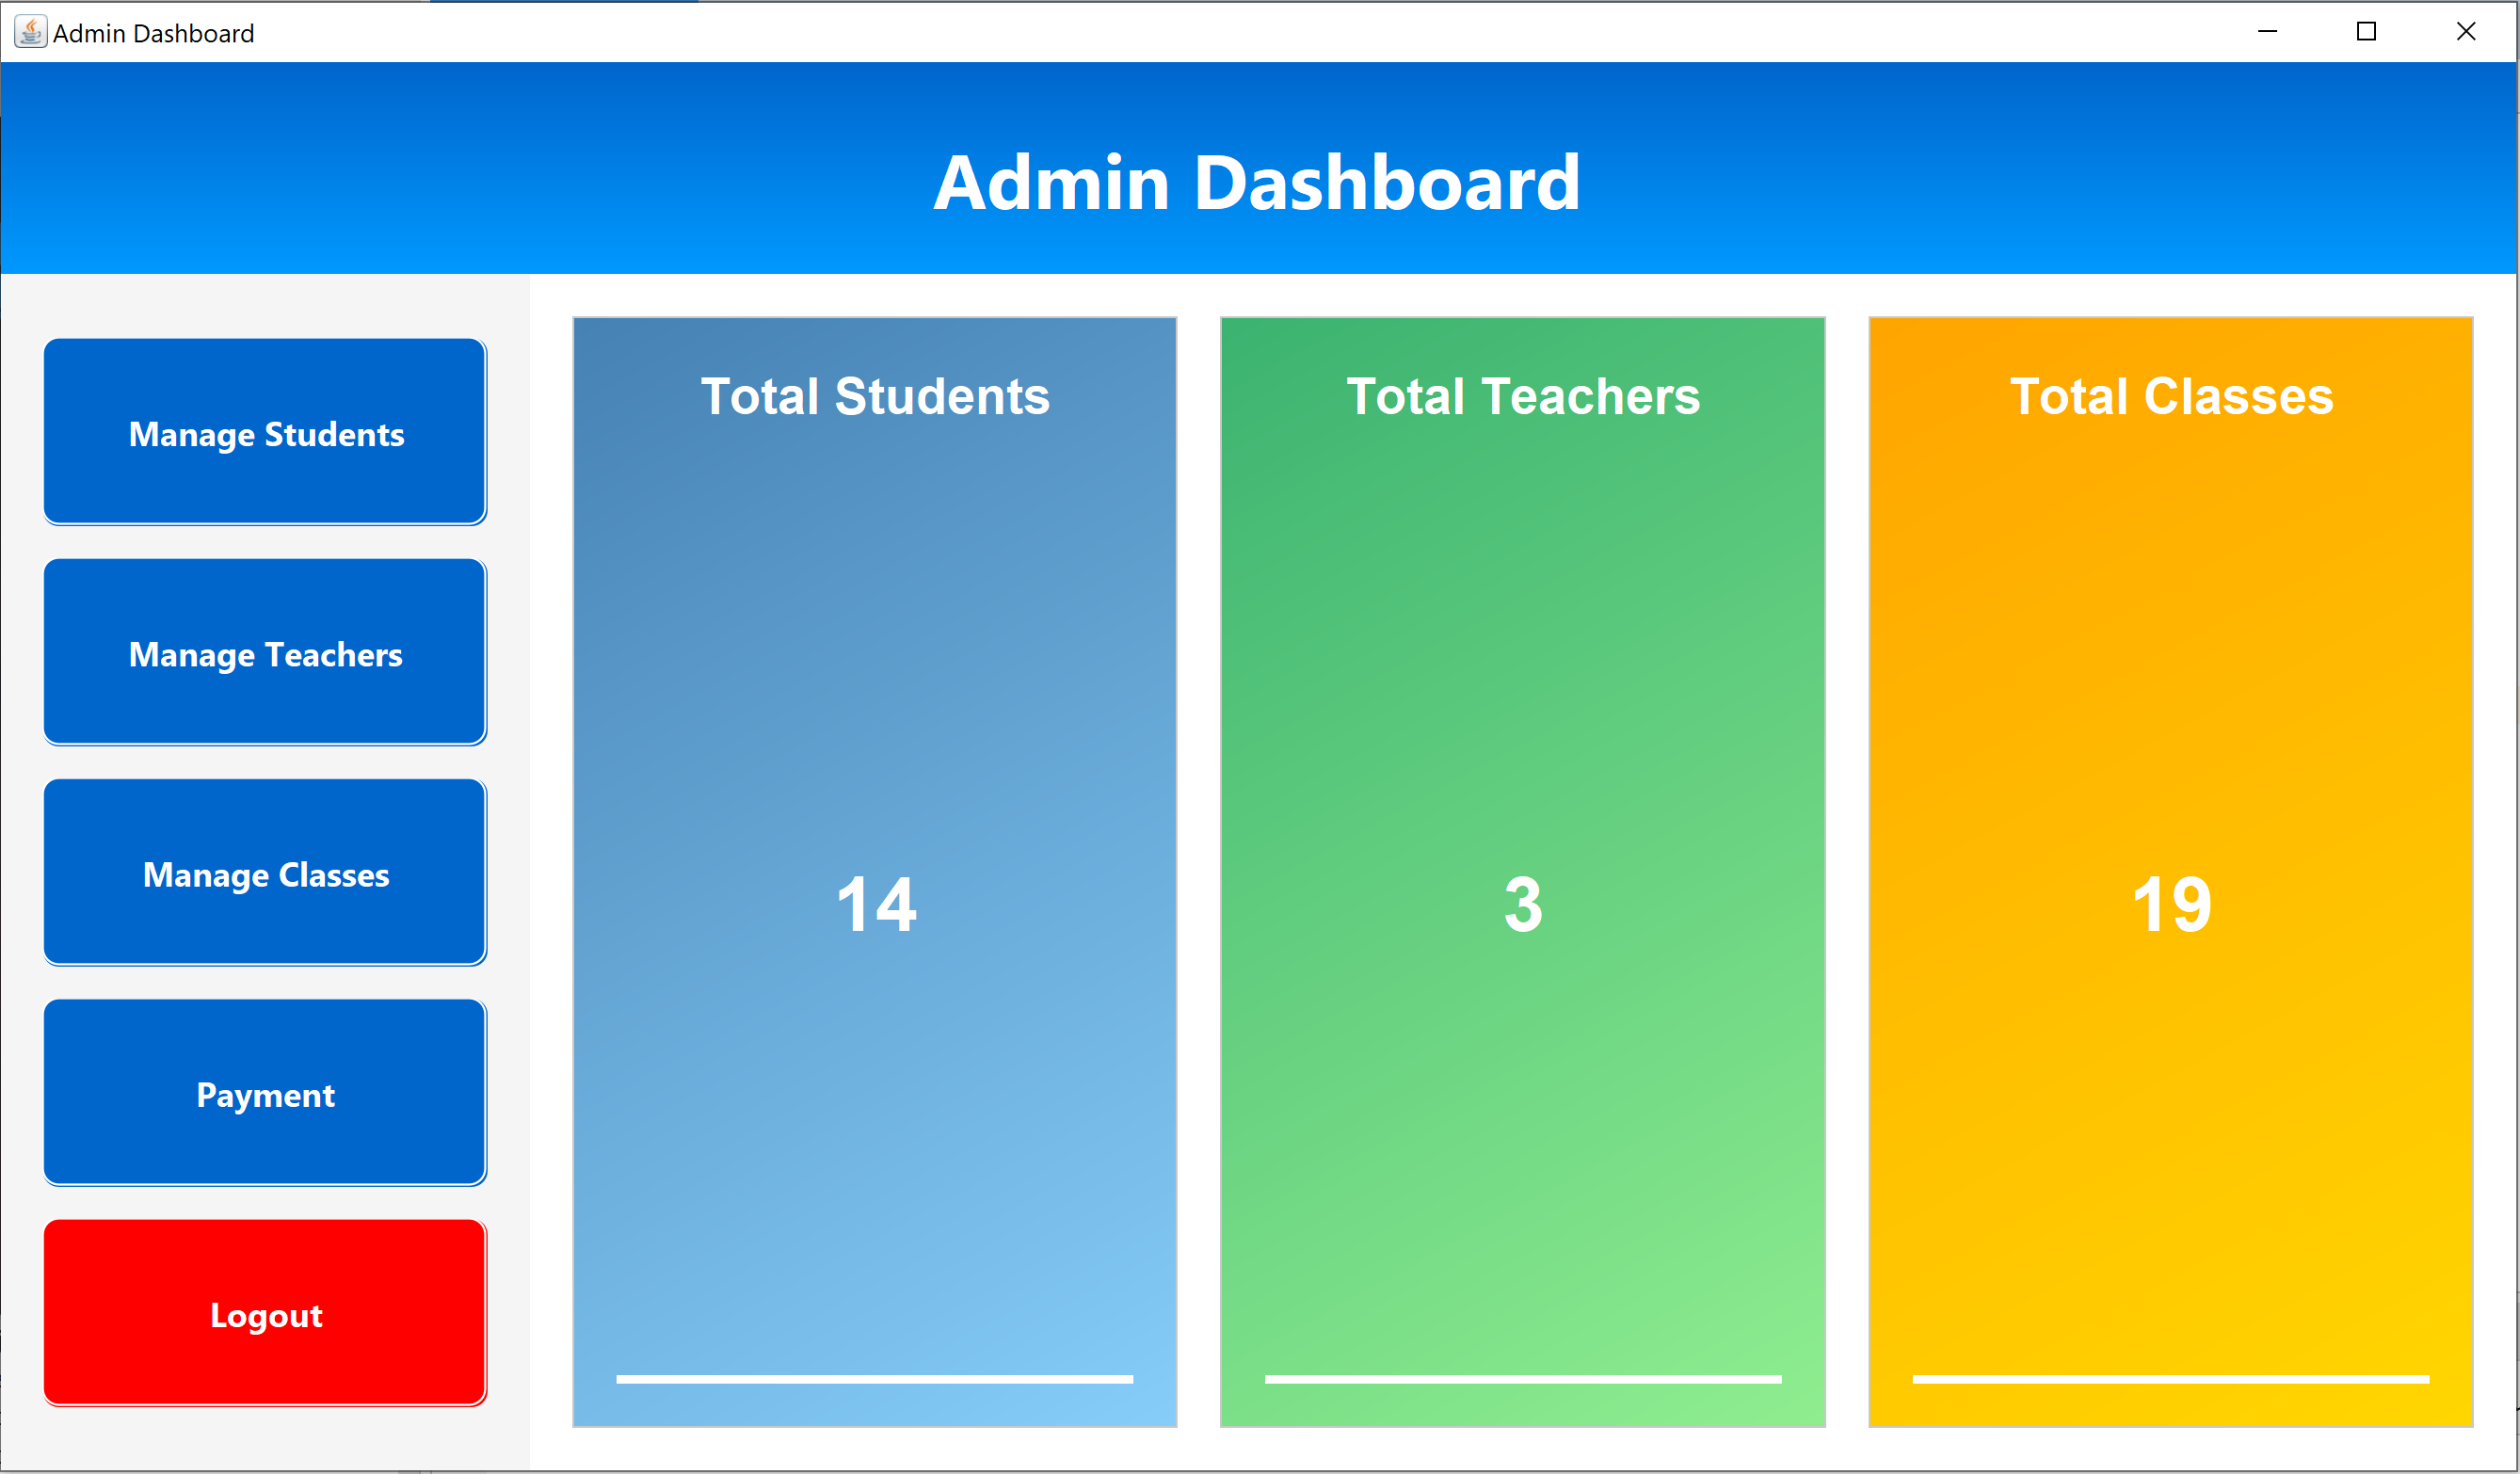 Admin Dashboard
Admin Dashboard
Manage Students
Manage Teachers
Manage Classes
Payment
Logout
Total Students
14
Total Teachers
3
Total Classes
19